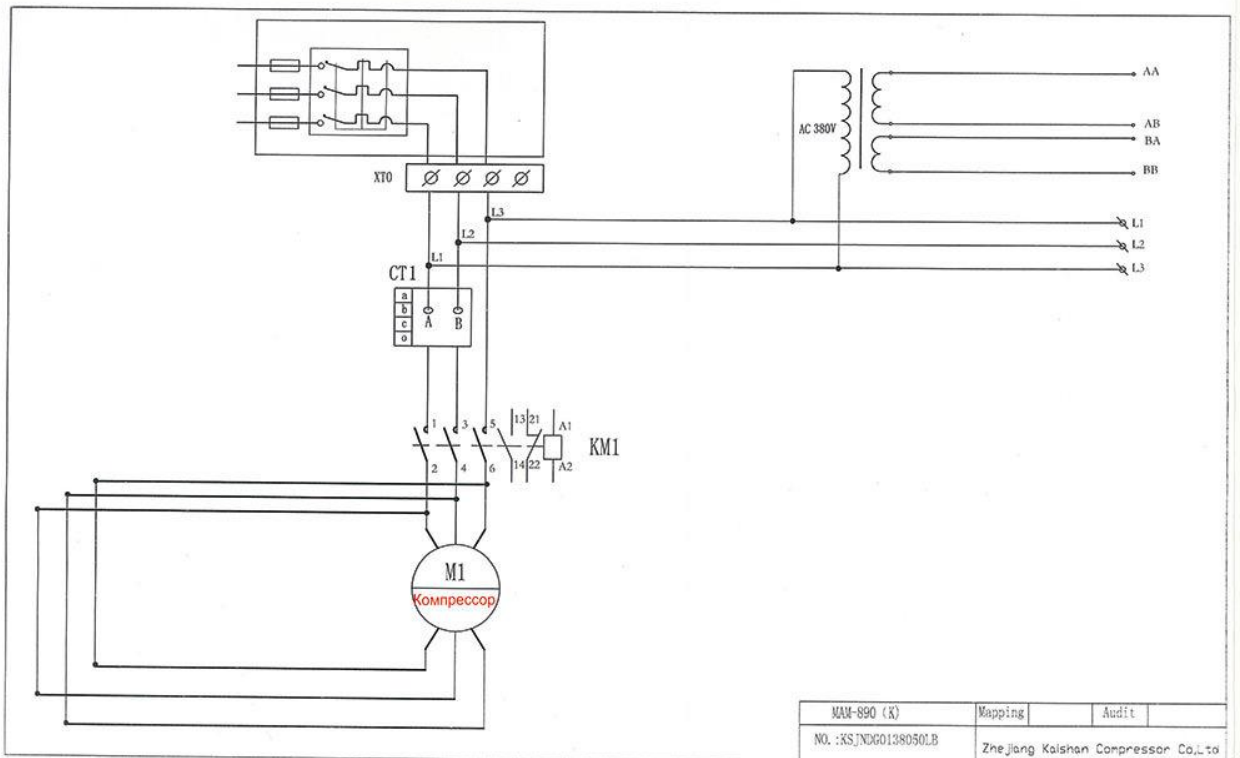 AA
AC 380V
AB
BA
BB
XT0
L3
L1
L2
L2
L1
L3
CT1
a
b
c
o
A
B
1
3
5
13
21
A1
KM1
2
4
6
14
22
A2
M1
Компрессор
MAM-890 (K)
Mapping
Audit
NO. :KSJNDG0138050LB
Zhejiang Kaishan Compressor Co,Ltd